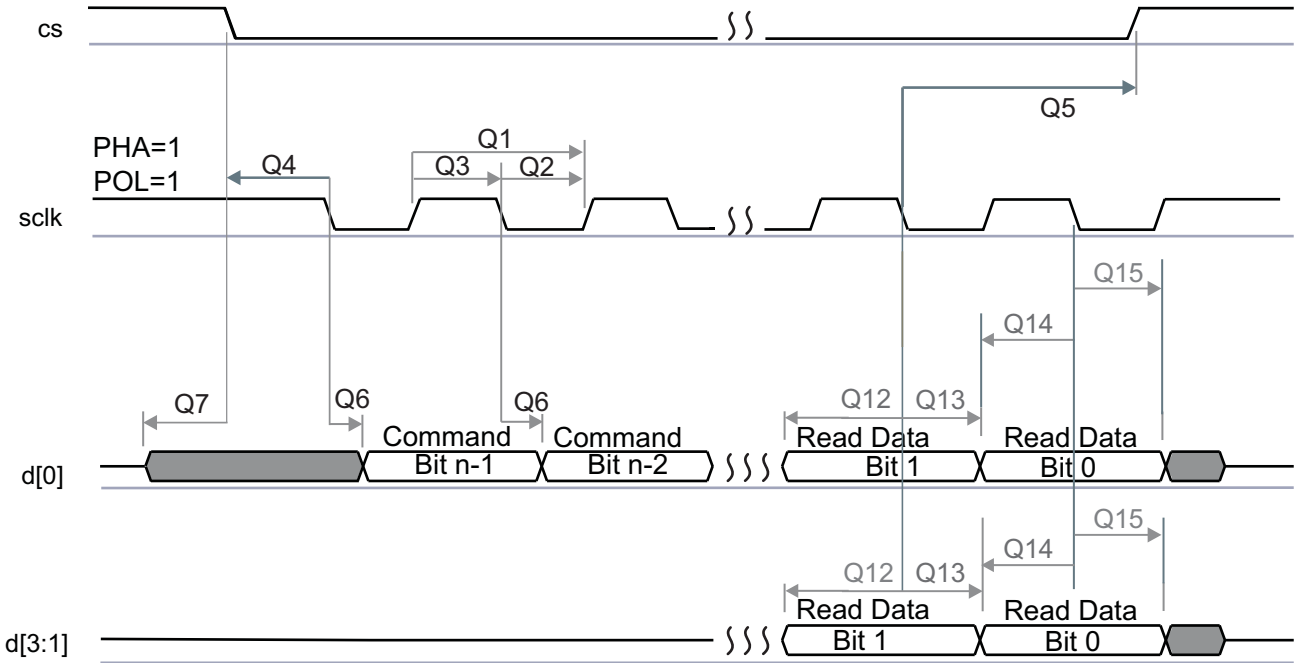 cs
Q5
PHA=1
POL=1
Q4
Q1
Q3 Q2
sclk
Q15
Q14
Q7 Q6 Q6 Q12 Q13
Command Command Read Data Read Data
d[0] Bit n-1 Bit n-2 Bit 1 Bit 0
Q15
Q14
Q12 Q13
Read Data Read Data
d[3:1] Bit 1 Bit 0